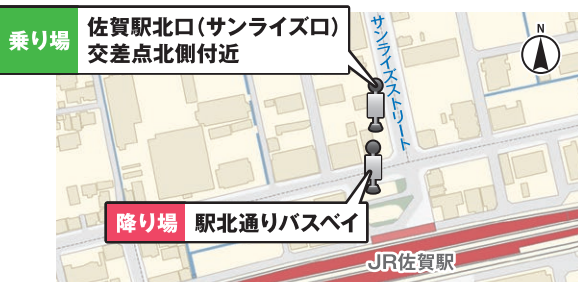 乗り場
佐賀駅北口(サンライズ口)
交差点北側付近
サンライズストリート
N
降り場
駅北通りバスベイ
JR佐賀駅